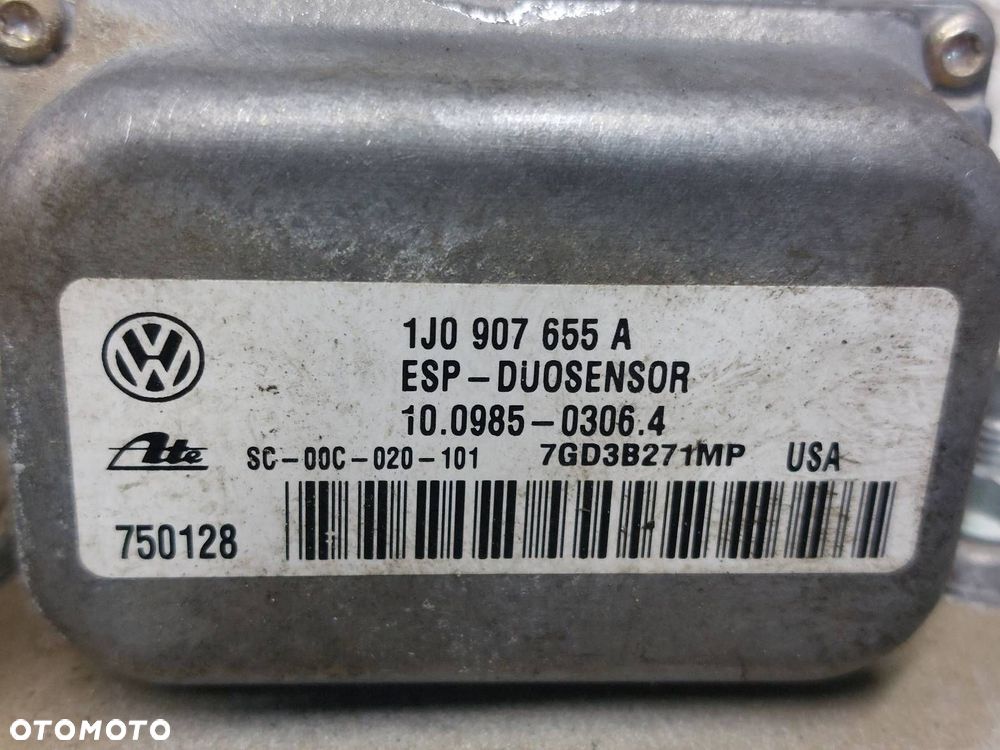 1J0 907 655 A
ESP-DUOSENSOR
10.0985-0306.4
Ate SC-00C-020-101 7GD3B271MP USA
750128
OTOMOTO